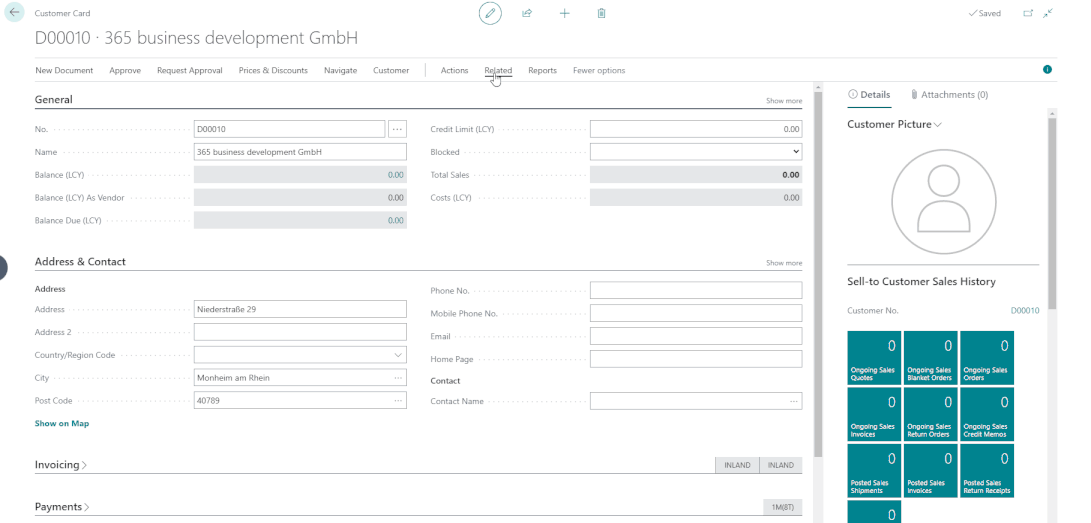 Customer Card
Saved
D00010 · 365 business development GmbH
New Document Approve Request Approval Prices & Discounts Navigate Customer Actions Related Reports Fewer options
General
Show more
No. D00010
Name 365 business development GmbH
Balance (LCY) 0.00
Balance (LCY) As Vendor 0.00
Balance Due (LCY) 0.00
Credit Limit (LCY) 0.00
Blocked
Total Sales 0.00
Costs (LCY) 0.00
Address & Contact
Show more
Address
Address Niederstraße 29
Address 2
Country/Region Code
City Monheim am Rhein
Post Code 40789
Show on Map
Phone No.
Mobile Phone No.
Email
Home Page
Contact
Contact Name
Invoicing
INLAND INLAND
Payments
1M(8T)
Details Attachments (0)
Customer Picture
Sell-to Customer Sales History
Customer No. D00010
0
Ongoing Sales
Quotes
0
Ongoing Sales
Blanket Orders
0
Ongoing Sales
Orders
0
Ongoing Sales
Invoices
0
Ongoing Sales
Return Orders
0
Ongoing Sales
Credit Memos
0
Posted Sales
Shipments
0
Posted Sales
Invoices
0
Posted Sales
Return Receipts
0